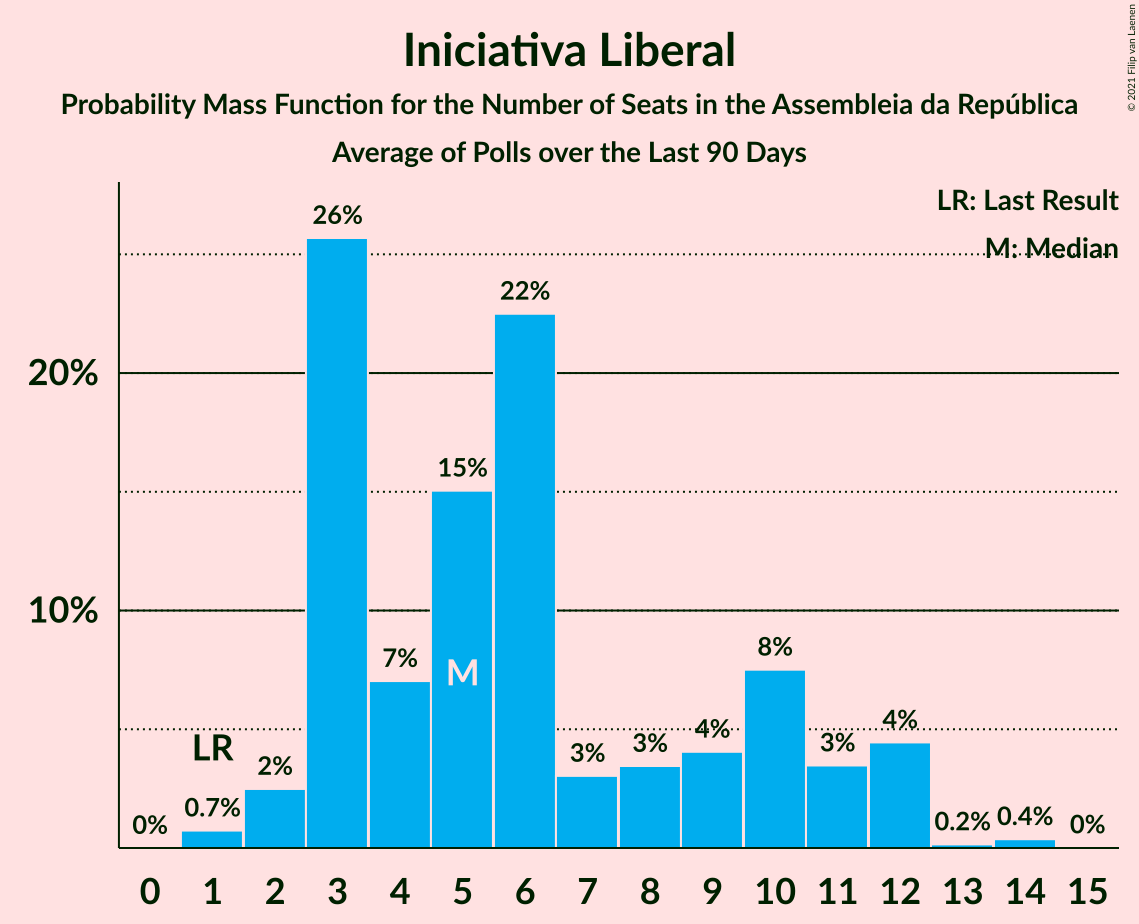 Iniciativa Liberal
Probability Mass Function for the Number of Seats in the Assembleia da República
Average of Polls over the Last 90 Days
© 2021 Filip van Laenen
LR: Last Result
M: Median
20%
10%
0%
0.7%
2%
26%
7%
15%
22%
3%
3%
4%
8%
3%
4%
0.2%
0.4%
0%
LR
M
0 1 2 3 4 5 6 7 8 9 10 11 12 13 14 15